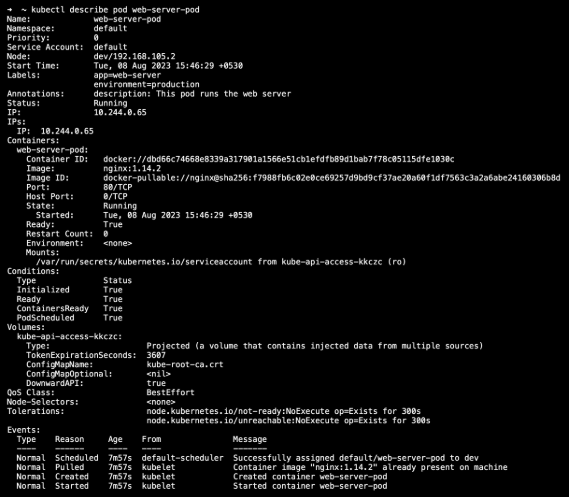 ➜  ~ kubectl describe pod web-server-pod
Name:             web-server-pod
Namespace:        default
Priority:         0
Service Account:  default
Node:             dev/192.168.105.2
Start Time:       Tue, 08 Aug 2023 15:46:29 +0530
Labels:           app=web-server
                  environment=production
Annotations:      description: This pod runs the web server
Status:           Running
IP:               10.244.0.65
IPs:
  IP:  10.244.0.65
Containers:
  web-server-pod:
    Container ID:   docker://dbd66c74668e8339a317901a1566e51cb1efdfb89d1bab7f78c05115dfe1030c
    Image:          nginx:1.14.2
    Image ID:       docker-pullable://nginx@sha256:f7988fb6c02e0ce69257d9bd9cf37ae20a60f1df7563c3a2a6abe24160306b8d
    Port:           80/TCP
    Host Port:      0/TCP
    State:          Running
      Started:      Tue, 08 Aug 2023 15:46:29 +0530
    Ready:          True
    Restart Count:  0
    Environment:    <none>
    Mounts:
      /var/run/secrets/kubernetes.io/serviceaccount from kube-api-access-kkczc (ro)
Conditions:
  Type              Status
  Initialized       True
  Ready             True
  ContainersReady   True
  PodScheduled      True
Volumes:
  kube-api-access-kkczc:
    Type:                    Projected (a volume that contains injected data from multiple sources)
    TokenExpirationSeconds:  3607
    ConfigMapName:           kube-root-ca.crt
    ConfigMapOptional:       <nil>
    DownwardAPI:             true
QoS Class:                   BestEffort
Node-Selectors:              <none>
Tolerations:                 node.kubernetes.io/not-ready:NoExecute op=Exists for 300s
                             node.kubernetes.io/unreachable:NoExecute op=Exists for 300s
Events:
  Type    Reason     Age    From               Message
  ----    ------     ----   ----               -------
  Normal  Scheduled  7m57s  default-scheduler  Successfully assigned default/web-server-pod to dev
  Normal  Pulled     7m57s  kubelet            Container image "nginx:1.14.2" already present on machine
  Normal  Created    7m57s  kubelet            Created container web-server-pod
  Normal  Started    7m57s  kubelet            Started container web-server-pod